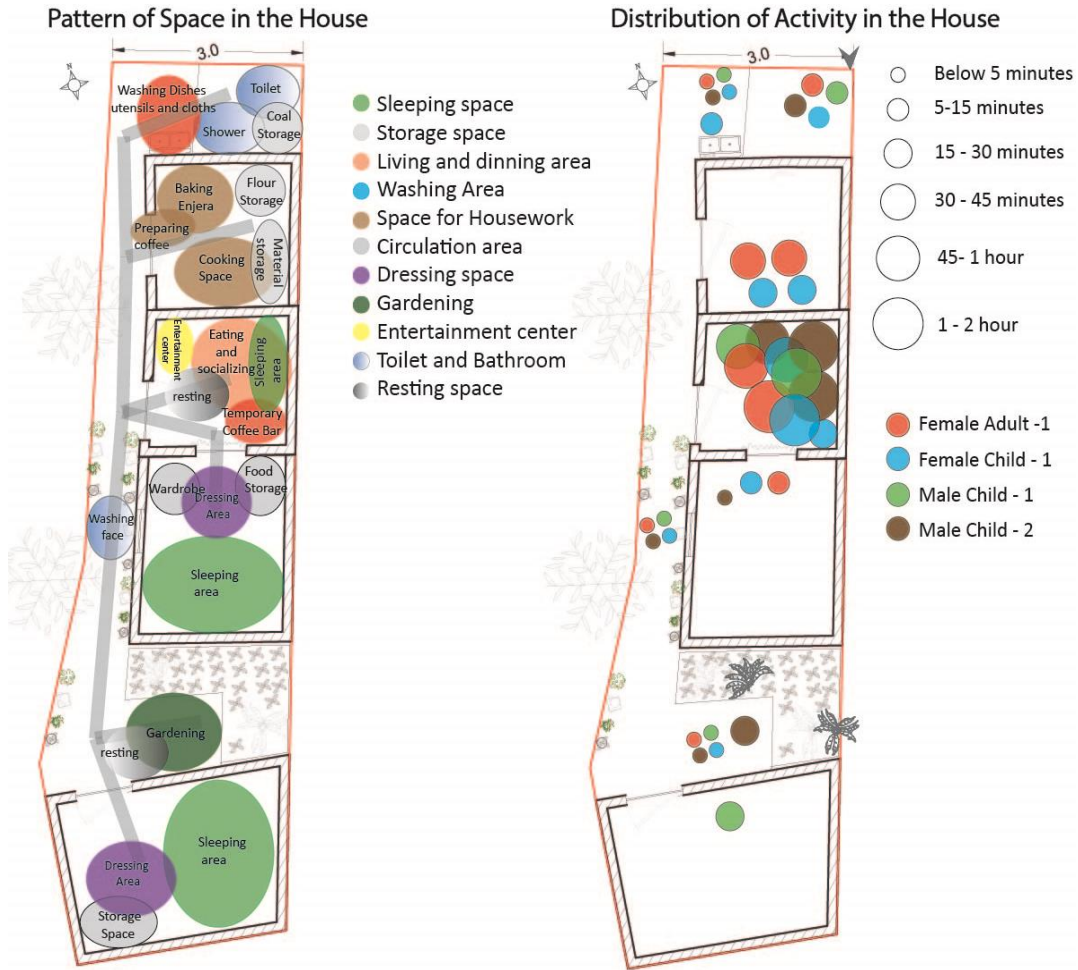 Pattern of Space in the House
3.0
Washing Dishes
utensils and cloths
Toilet
Shower
Coal
Storage
Baking
Enjera
Flour
Storage
Preparing
coffee
Cooking
Space
Material
storage
Entertainment
center
Eating
and
socializing
Sleeping
area
resting
Temporary
Coffee Bar
Wardrobe
Food
Storage
Dressing
Area
Washing
face
Sleeping
area
Gardening
resting
Sleeping
area
Dressing
Area
Storage
Space
Sleeping space
Storage space
Living and dinning area
Washing Area
Space for Housework
Circulation area
Dressing space
Gardening
Entertainment center
Toilet and Bathroom
Resting space
Distribution of Activity in the House
3.0
Below 5 minutes
5-15 minutes
15 - 30 minutes
30 - 45 minutes
45- 1 hour
1 - 2 hour
Female Adult -1
Female Child - 1
Male Child - 1
Male Child - 2